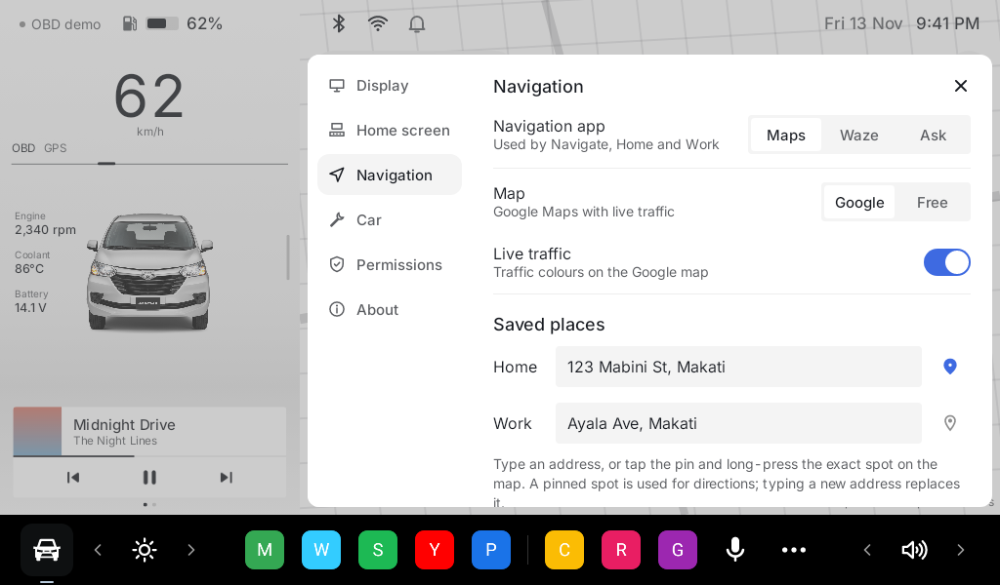 OBD demo
62%
Fri 13 Nov 9:41 PM
62
km/h
OBD GPS
Engine
2,340 rpm
Coolant
86°C
Battery
14.1 V
Midnight Drive
The Night Lines
Display
Home screen
Navigation
Car
Permissions
About
Navigation
Navigation app
Used by Navigate, Home and Work
Maps Waze Ask
Map
Google Maps with live traffic
Google Free
Live traffic
Traffic colours on the Google map
Saved places
Home 123 Mabini St, Makati
Work Ayala Ave, Makati
Type an address, or tap the pin and long-press the exact spot on the
map. A pinned spot is used for directions; typing a new address replaces
it.
M W S Y P C R G